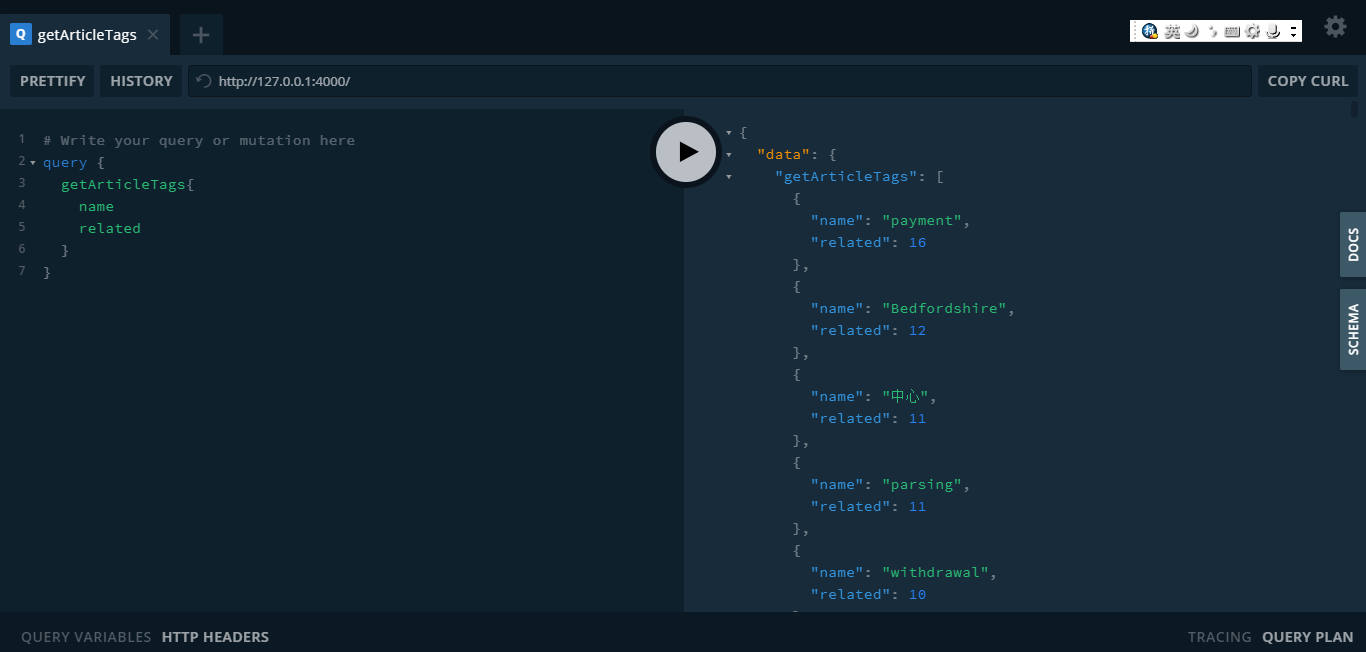 Q getArticleTags
英
PRETTIFY HISTORY http://127.0.0.1:4000/ COPY CURL
1 # Write your query or mutation here
2 query {
3 getArticleTags{
4 name
5 related
6 }
7 }
{
"data": {
"getArticleTags": [
{
"name": "payment",
"related": 16
},
{
"name": "Bedfordshire",
"related": 12
},
{
"name": "中心",
"related": 11
},
{
"name": "parsing",
"related": 11
},
{
"name": "withdrawal",
"related": 10
DOCS
SCHEMA
QUERY VARIABLES HTTP HEADERS TRACING QUERY PLAN